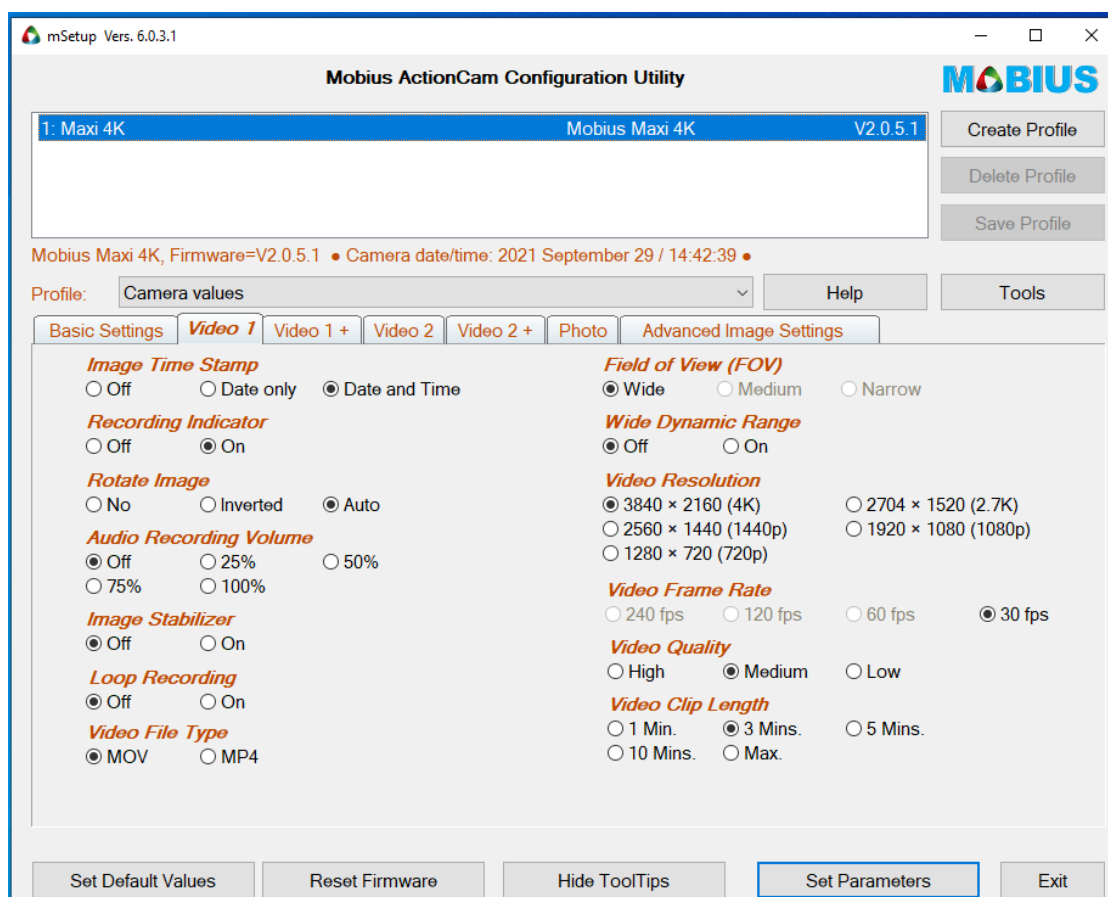 mSetup Vers. 6.0.3.1
Mobius ActionCam Configuration Utility
MOBIUS
1: Maxi 4K Mobius Maxi 4K V2.0.5.1
Create Profile
Delete Profile
Save Profile
Mobius Maxi 4K, Firmware=V2.0.5.1 ● Camera date/time: 2021 September 29 / 14:42:39 ●
Profile: Camera values Help Tools
Basic Settings Video 1 Video 1 + Video 2 Video 2 + Photo Advanced Image Settings
Image Time Stamp
Off Date only Date and Time
Recording Indicator
Off On
Rotate Image
No Inverted Auto
Audio Recording Volume
Off 25% 50%
75% 100%
Image Stabilizer
Off On
Loop Recording
Off On
Video File Type
MOV MP4
Field of View (FOV)
Wide Medium Narrow
Wide Dynamic Range
Off On
Video Resolution
3840 × 2160 (4K) 2704 × 1520 (2.7K)
2560 × 1440 (1440p) 1920 × 1080 (1080p)
1280 × 720 (720p)
Video Frame Rate
240 fps 120 fps 60 fps 30 fps
Video Quality
High Medium Low
Video Clip Length
1 Min. 3 Mins. 5 Mins.
10 Mins. Max.
Set Default Values Reset Firmware Hide ToolTips Set Parameters Exit